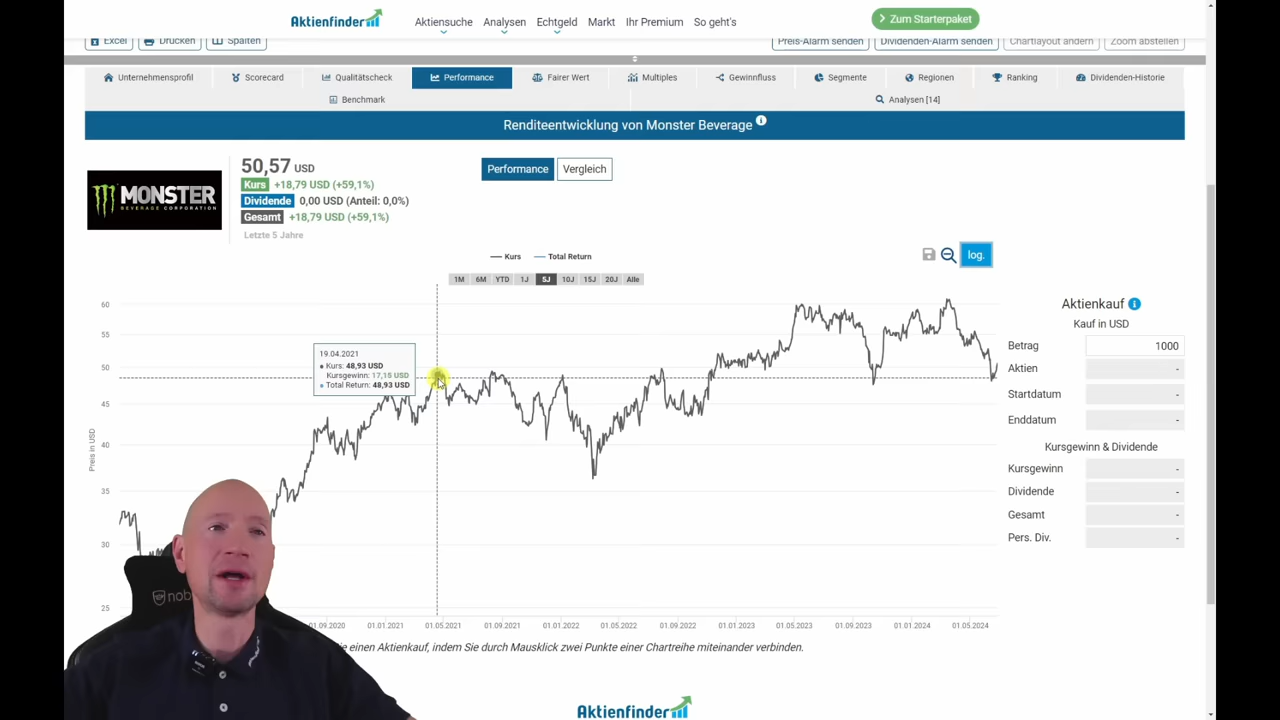 Aktienfinder
Aktiensuche Analysen Echtgeld Markt Ihr Premium So geht's
Zum Starterpaket
Excel Drucken Spalten Preis-Alarm senden Dividenden-Alarm senden Chartlayout ändern Zoom abstellen
Unternehmensprofil Scorecard Qualitätscheck Performance Fairer Wert Multiples Gewinnfluss Segmente Regionen Ranking Dividenden-Historie
Benchmark Analysen [14]
Renditeentwicklung von Monster Beverage
MONSTER
BEVERAGE CORPORATION
50,57 USD
Kurs +18,79 USD (+59,1%)
Dividende 0,00 USD (Anteil: 0,0%)
Gesamt +18,79 USD (+59,1%)
Letzte 5 Jahre
Performance Vergleich
Kurs Total Return
log.
1M 6M YTD 1J 5J 10J 15J 20J Alle
60
55
50
45
40
35
30
25
Preis in USD
19.04.2021
Kurs: 48,93 USD
Kursgewinn: 17,15 USD
Total Return: 48,93 USD
01.09.2020 01.01.2021 01.05.2021 01.09.2021 01.01.2022 01.05.2022 01.09.2022 01.01.2023 01.05.2023 01.09.2023 01.01.2024 01.05.2024
Aktienkauf
Kauf in USD
Betrag 1000
Aktien -
Startdatum -
Enddatum -
Kursgewinn & Dividende
Kursgewinn -
Dividende -
Gesamt -
Pers. Div. -
einen Aktienkauf, indem Sie durch Mausklick zwei Punkte einer Chartreihe miteinander verbinden.
Aktienfinder